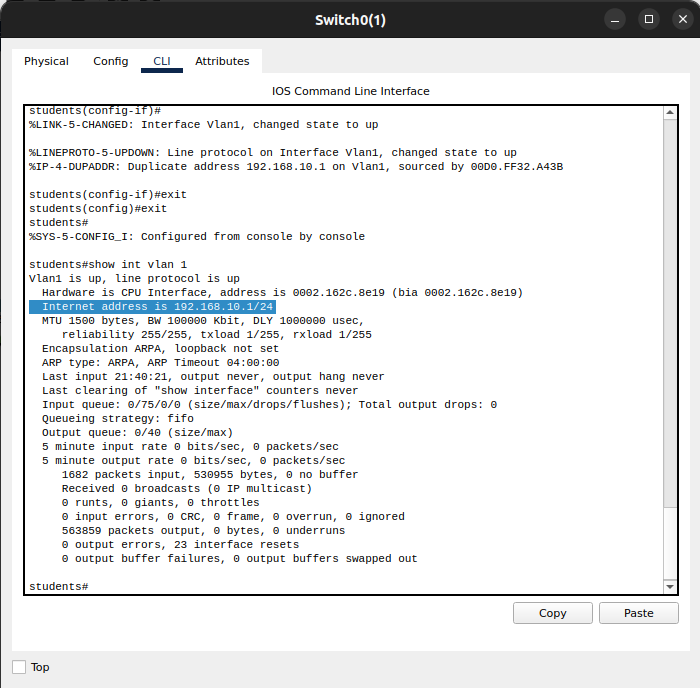 Switch0(1)
Physical Config CLI Attributes
IOS Command Line Interface
students(config-if)#
%LINK-5-CHANGED: Interface Vlan1, changed state to up
%LINEPROTO-5-UPDOWN: Line protocol on Interface Vlan1, changed state to up
%IP-4-DUPADDR: Duplicate address 192.168.10.1 on Vlan1, sourced by 00D0.FF32.A43B
students(config-if)#exit
students(config)#exit
students#
%SYS-5-CONFIG_I: Configured from console by console
students#show int vlan 1
Vlan1 is up, line protocol is up
Hardware is CPU Interface, address is 0002.162c.8e19 (bia 0002.162c.8e19)
Internet address is 192.168.10.1/24
MTU 1500 bytes, BW 100000 Kbit, DLY 1000000 usec,
reliability 255/255, txload 1/255, rxload 1/255
Encapsulation ARPA, loopback not set
ARP type: ARPA, ARP Timeout 04:00:00
Last input 21:40:21, output never, output hang never
Last clearing of "show interface" counters never
Input queue: 0/75/0/0 (size/max/drops/flushes); Total output drops: 0
Queueing strategy: fifo
Output queue: 0/40 (size/max)
5 minute input rate 0 bits/sec, 0 packets/sec
5 minute output rate 0 bits/sec, 0 packets/sec
1682 packets input, 530955 bytes, 0 no buffer
Received 0 broadcasts (0 IP multicast)
0 runts, 0 giants, 0 throttles
0 input errors, 0 CRC, 0 frame, 0 overrun, 0 ignored
563859 packets output, 0 bytes, 0 underruns
0 output errors, 23 interface resets
0 output buffer failures, 0 output buffers swapped out
students#
Copy Paste
Top